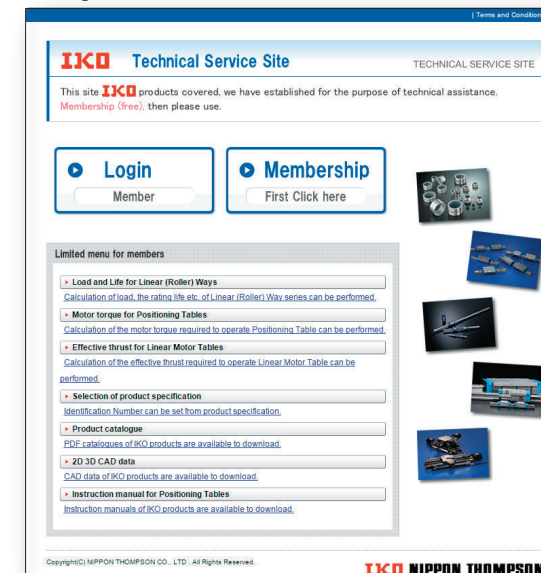 | Terms and Condition
IKO Technical Service Site
TECHNICAL SERVICE SITE
This site IKO products covered, we have established for the purpose of technical assistance.
Membership (free), then please use.
Login
Member
Membership
First Click here
Limited menu for members
Load and Life for Linear (Roller) Ways
Calculation of load, the rating life etc. of Linear (Roller) Way series can be performed.
Motor torque for Positioning Tables
Calculation of the motor torque required to operate Positioning Table can be performed.
Effective thrust for Linear Motor Tables
Calculation of the effective thrust required to operate Linear Motor Table can be
performed.
Selection of product specification
Identification Number can be set from product specification.
Product catalogue
PDF catalogues of IKO products are available to download.
2D 3D CAD data
CAD data of IKO products are available to download.
Instruction manual for Positioning Tables
Instruction manuals of IKO products are available to download.
Copyright(C) NIPPON THOMPSON CO., LTD . All Rights Reserved.
IKO NIPPON THOMPSON